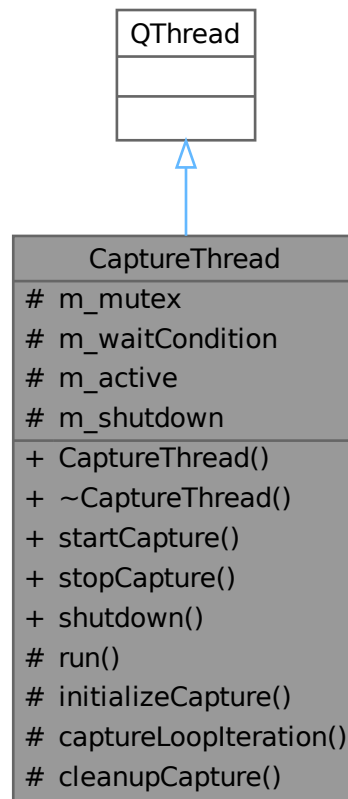 QThread
CaptureThread
# m_mutex
# m_waitCondition
# m_active
# m_shutdown
+ CaptureThread()
+ ~CaptureThread()
+ startCapture()
+ stopCapture()
+ shutdown()
# run()
# initializeCapture()
# captureLoopIteration()
# cleanupCapture()